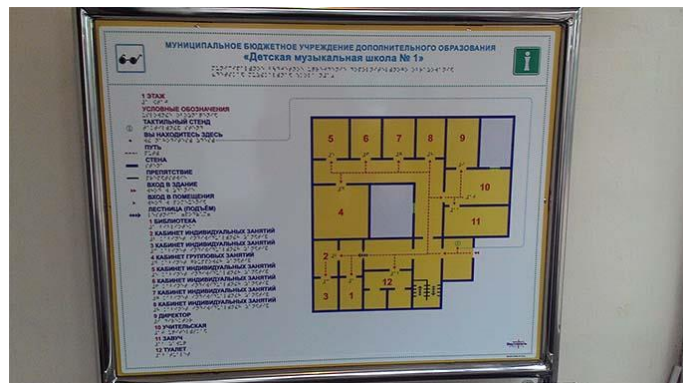 МУНИЦИПАЛЬНОЕ БЮДЖЕТНОЕ УЧРЕЖДЕНИЕ ДОПОЛНИТЕЛЬНОГО ОБРАЗОВАНИЯ
«Детская музыкальная школа № 1»
i
1 ЭТАЖ
УСЛОВНЫЕ ОБОЗНАЧЕНИЯ
ТАКТИЛЬНЫЙ СТЕНД
ВЫ НАХОДИТЕСЬ ЗДЕСЬ
ПУТЬ
СТЕНА
ПРЕПЯТСТВИЕ
ВХОД В ЗДАНИЕ
ВХОД В ПОМЕЩЕНИЯ
ЛЕСТНИЦА (ПОДЪЁМ)
1 БИБЛИОТЕКА
2 КАБИНЕТ ИНДИВИДУАЛЬНЫХ ЗАНЯТИЙ
3 КАБИНЕТ ИНДИВИДУАЛЬНЫХ ЗАНЯТИЙ
4 КАБИНЕТ ГРУППОВЫХ ЗАНЯТИЙ
5 КАБИНЕТ ИНДИВИДУАЛЬНЫХ ЗАНЯТИЙ
6 КАБИНЕТ ИНДИВИДУАЛЬНЫХ ЗАНЯТИЙ
7 КАБИНЕТ ИНДИВИДУАЛЬНЫХ ЗАНЯТИЙ
8 КАБИНЕТ ИНДИВИДУАЛЬНЫХ ЗАНЯТИЙ
9 ДИРЕКТОР
10 УЧИТЕЛЬСКАЯ
11 ЗАВУЧ
12 ТУАЛЕТ
5 6 7 8 9
10
4
11
2
12
3 1